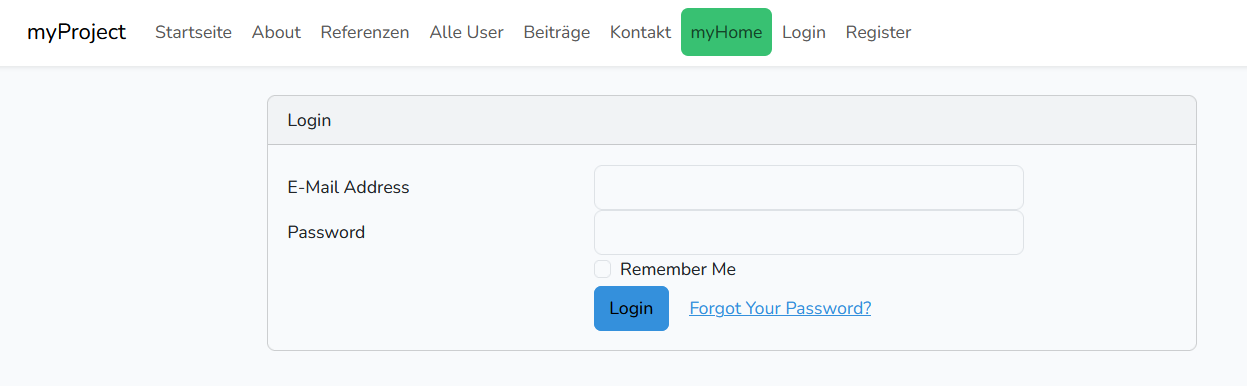 myProject Startseite About Referenzen Alle User Beiträge Kontakt myHome Login Register
Login
E-Mail Address
Password
Remember Me
Login Forgot Your Password?